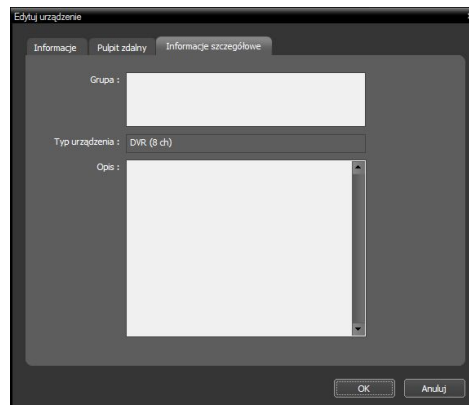 Edytuj urządzenie
Informacje
Pulpit zdalny
Informacje szczegółowe
Grupa :
Typ urządzenia : DVR (8 ch)
Opis :
OK
Anuluj